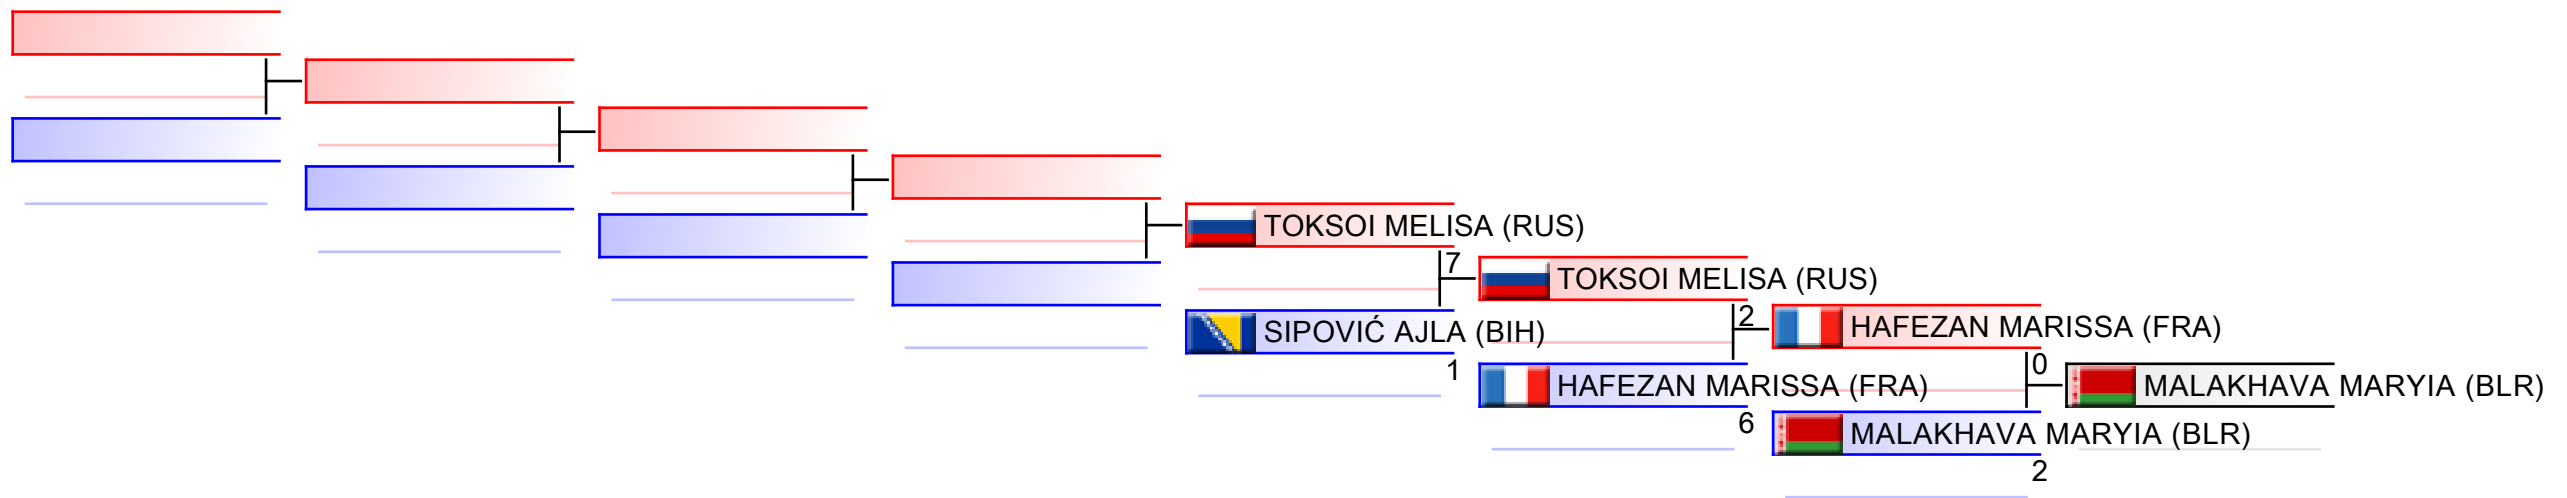 TOKSOI MELISA (RUS)
7
TOKSOI MELISA (RUS)
SIPOVIĆ AJLA (BIH)
1
2
HAFEZAN MARISSA (FRA)
HAFEZAN MARISSA (FRA)
6
0
MALAKHAVA MARYIA (BLR)
MALAKHAVA MARYIA (BLR)
2